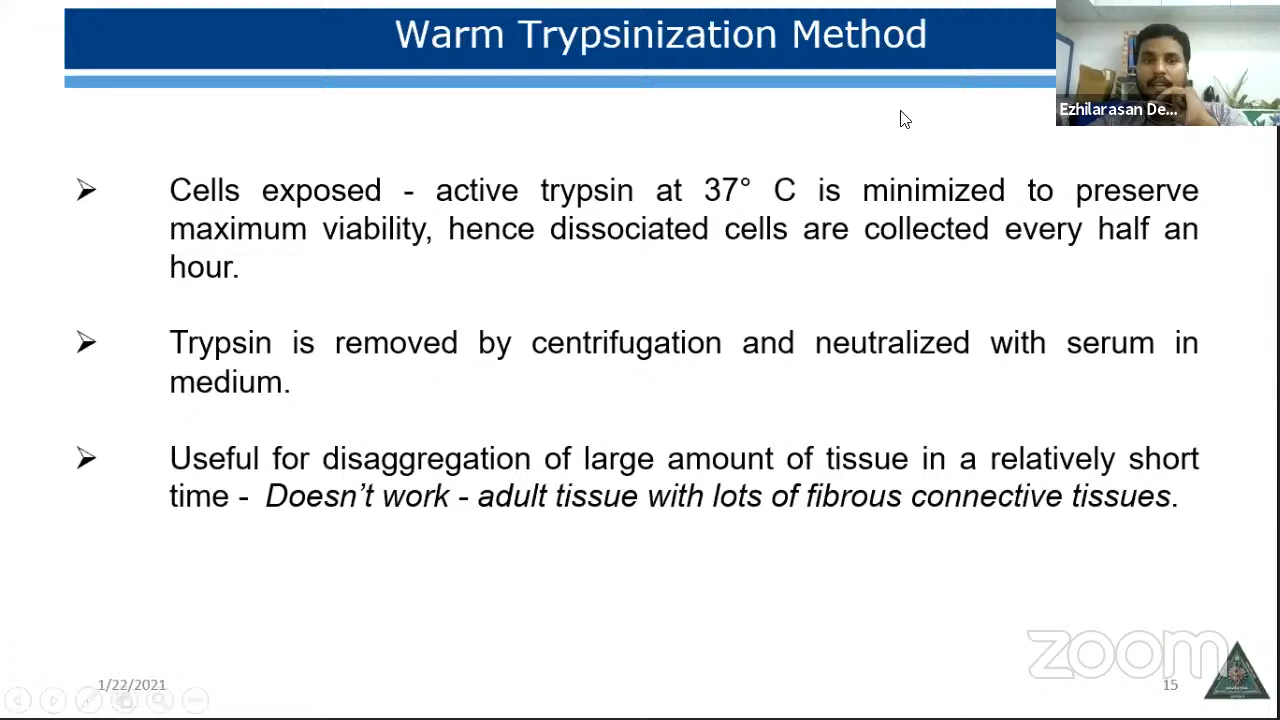 Warm Trypsinization Method
Ezhilarasan De...
Cells exposed - active trypsin at 37° C is minimized to preserve
maximum viability, hence dissociated cells are collected every half an
hour.
Trypsin is removed by centrifugation and neutralized with serum in
medium.
Useful for disaggregation of large amount of tissue in a relatively short
time - Doesn't work - adult tissue with lots of fibrous connective tissues.
zoom
1/22/2021
15